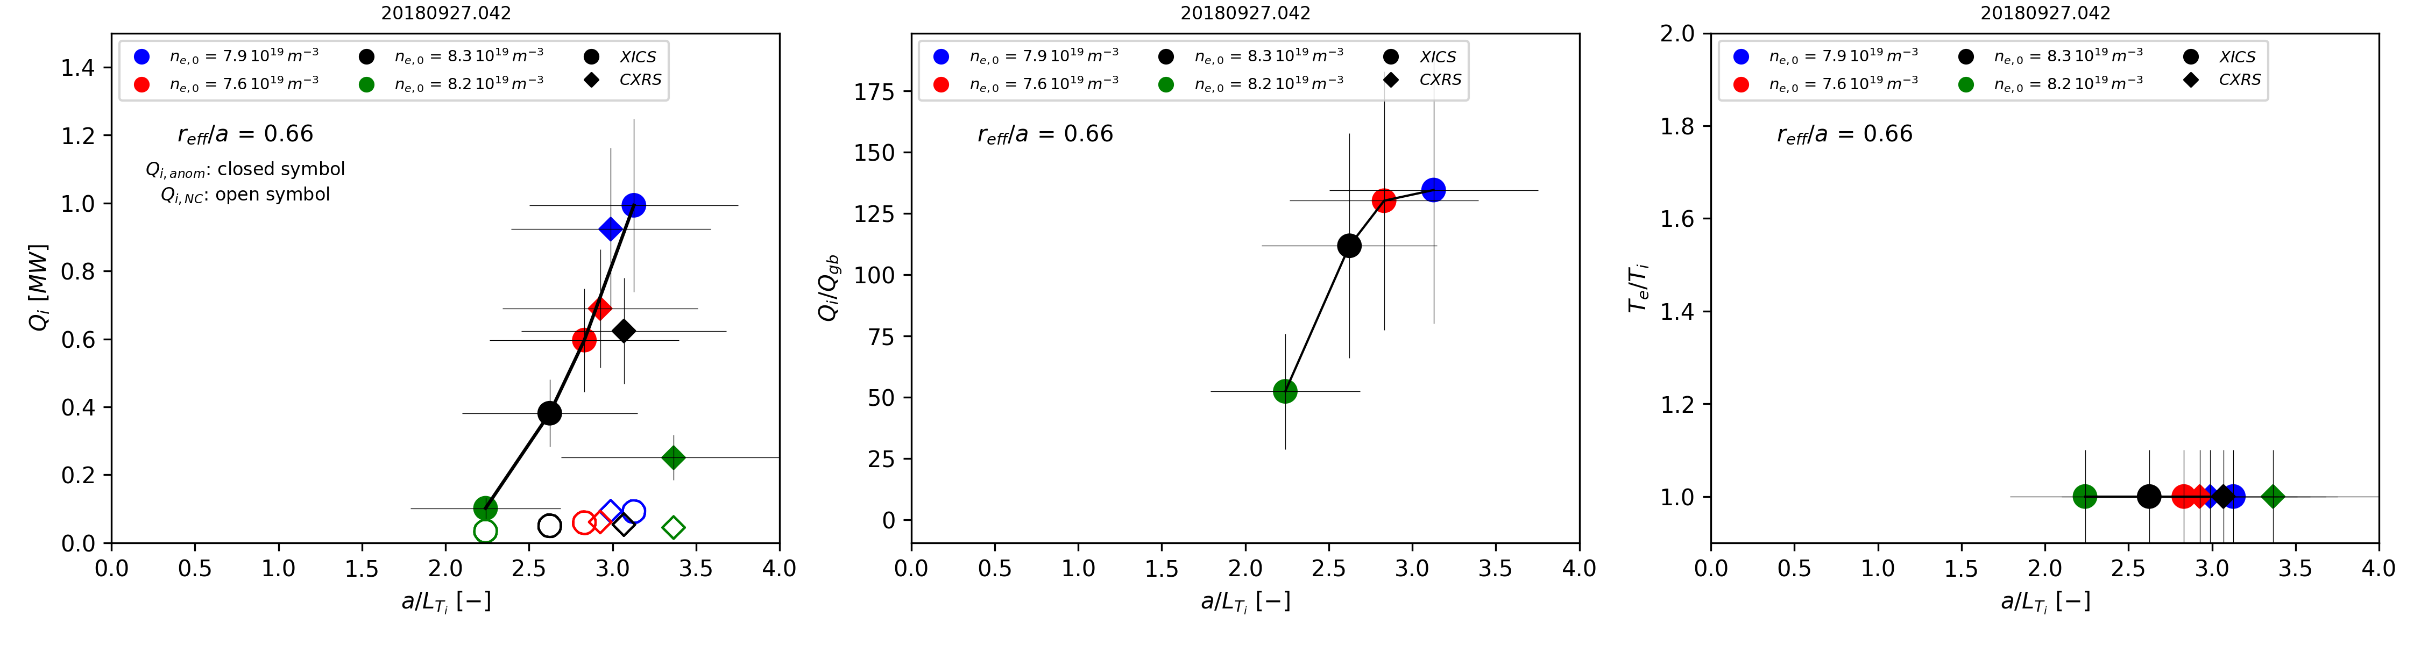 20180927.042
n_{e,0} = 7.9 10^{19} m^{−3}
n_{e,0} = 7.6 10^{19} m^{−3}
n_{e,0} = 8.3 10^{19} m^{−3}
n_{e,0} = 8.2 10^{19} m^{−3}
XICS
CXRS
r_{eff}/a = 0.66
Q_{i,anom}: closed symbol
Q_{i,NC}: open symbol
Q_i [MW]
1.4
1.2
1.0
0.8
0.6
0.4
0.2
0.0
0.0 0.5 1.0 1.5 2.0 2.5 3.0 3.5 4.0
a/L_{T_i} [−]
20180927.042
n_{e,0} = 7.9 10^{19} m^{−3}
n_{e,0} = 7.6 10^{19} m^{−3}
n_{e,0} = 8.3 10^{19} m^{−3}
n_{e,0} = 8.2 10^{19} m^{−3}
XICS
CXRS
r_{eff}/a = 0.66
Q_i/Q_{gb}
175
150
125
100
75
50
25
0
0.0 0.5 1.0 1.5 2.0 2.5 3.0 3.5 4.0
a/L_{T_i} [−]
20180927.042
n_{e,0} = 7.9 10^{19} m^{−3}
n_{e,0} = 7.6 10^{19} m^{−3}
n_{e,0} = 8.3 10^{19} m^{−3}
n_{e,0} = 8.2 10^{19} m^{−3}
XICS
CXRS
r_{eff}/a = 0.66
T_e/T_i
2.0
1.8
1.6
1.4
1.2
1.0
0.0 0.5 1.0 1.5 2.0 2.5 3.0 3.5 4.0
a/L_{T_i} [−]